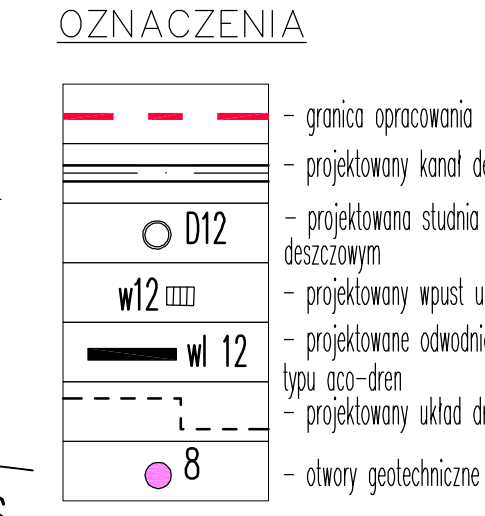 OZNACZENIA
- granica opracowania
- projektowany kanał de
D12 - projektowana studnia
deszczowym
w12 - projektowany wpust u
wl 12 - projektowane odwodnie
typu aco-dren
- projektowany układ dr
8 - otwory geotechniczne